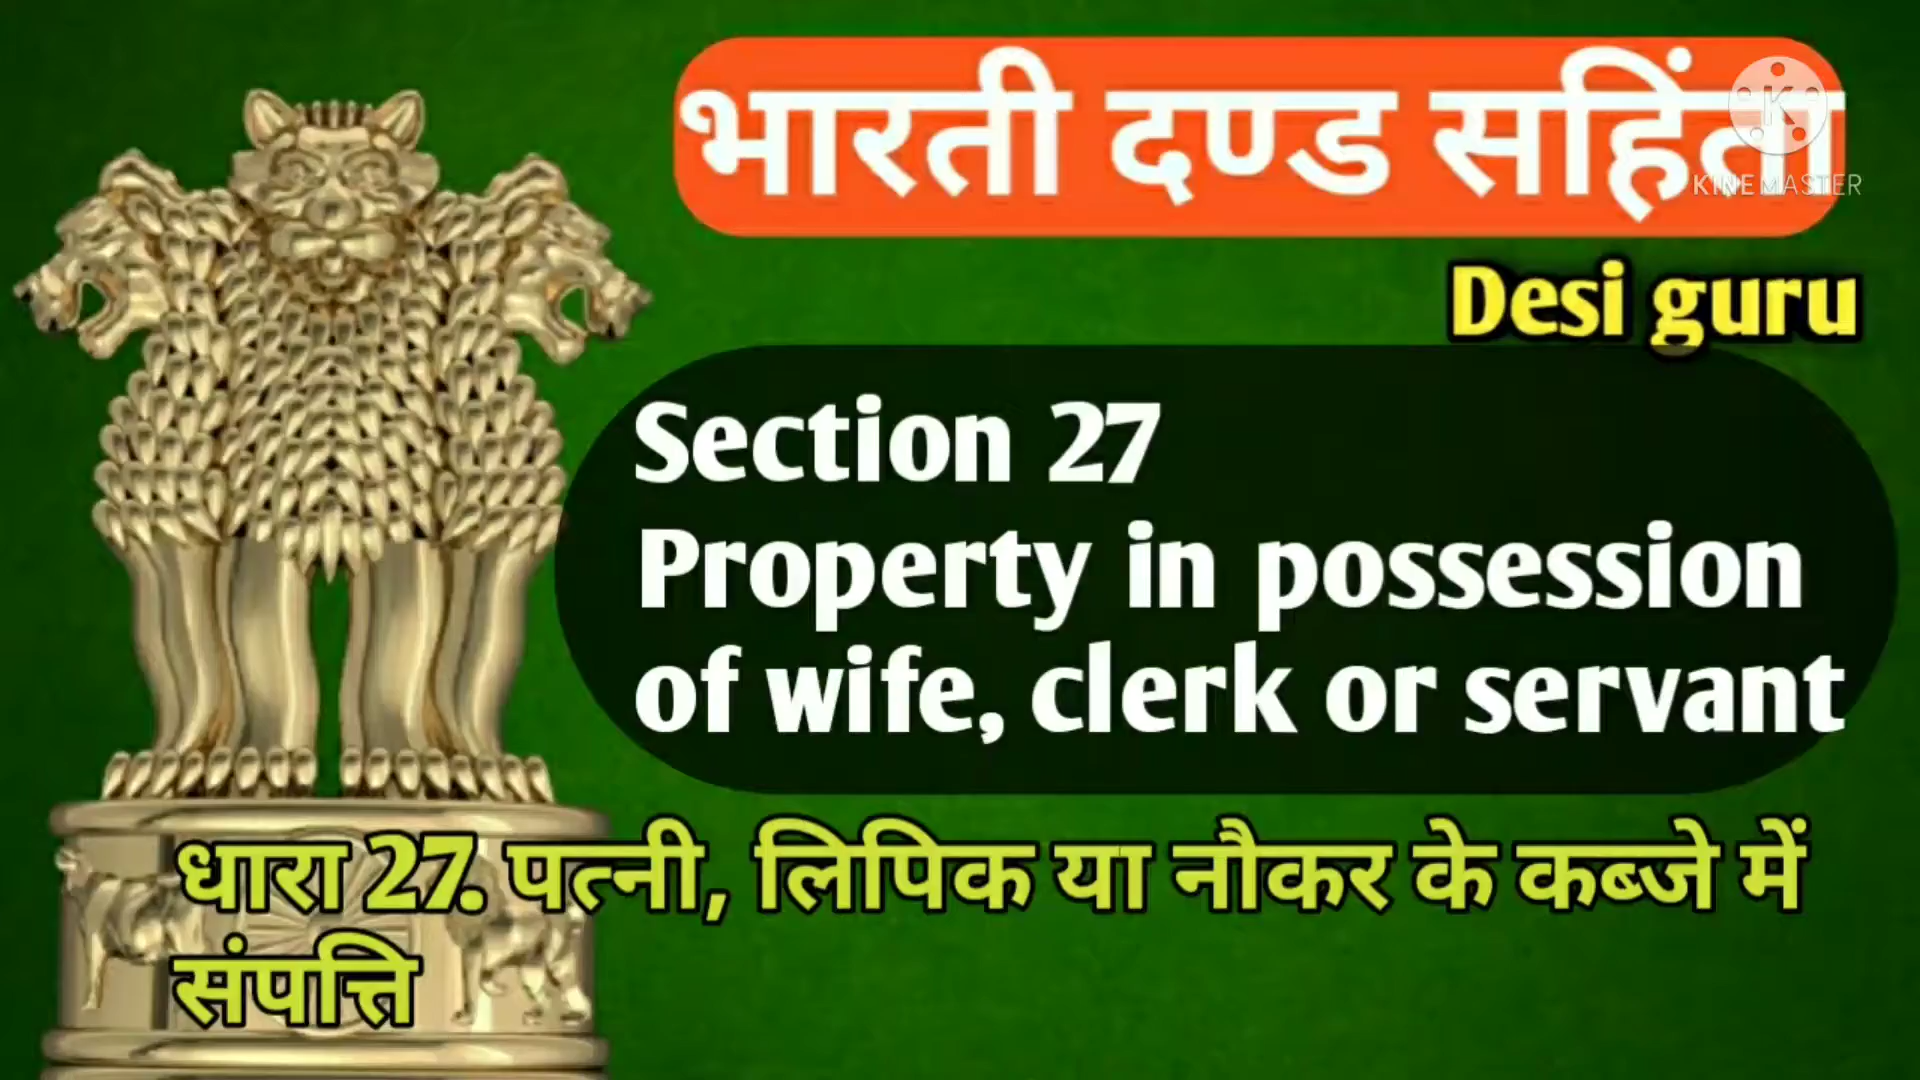 भारती दण्ड सहिंता
KINEMASTER
Desi guru
Section 27
Property in possession
of wife, clerk or servant
धारा 27. पत्नी, लिपिक या नौकर के कब्जे में
संपत्ति